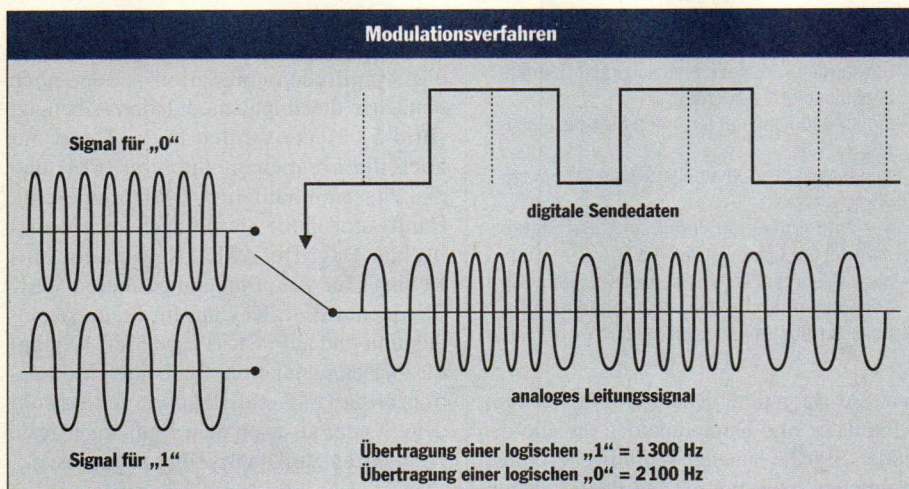 Modulationsverfahren
Signal für „0“
digitale Sendedaten
analoges Leitungssignal
Signal für „1“
Übertragung einer logischen „1“ = 1300 Hz
Übertragung einer logischen „0“ = 2100 Hz